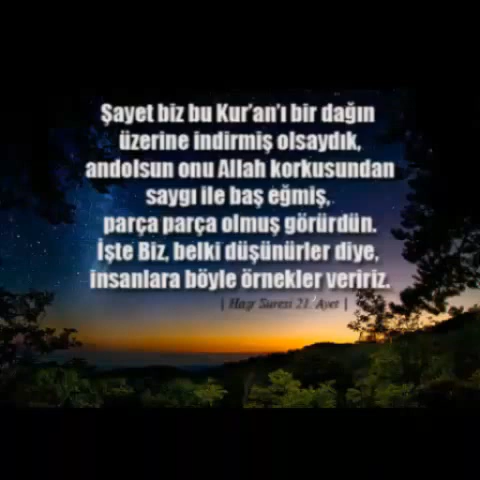 Şayet biz bu Kur'an'ı bir dağın
üzerine indirmiş olsaydık,
andolsun onu Allah korkusundan
saygı ile baş eğmiş,
parça parça olmuş görürdün.
İşte Biz, belki düşünürler diye,
insanlara böyle örnekler veririz.
| Haşr Suresi 21. Ayet |